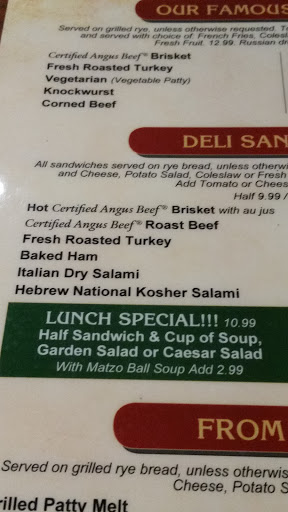 OUR FAMOUS
Served on grilled rye, unless otherwise requested.
and served with choice of: French Fries,
Fresh Fruit. 12.99. Russian
Certified Angus Beef® Brisket
Fresh Roasted Turkey
Vegetarian (Vegetable Patty)
Knockwurst
Corned Beef
DELI SAN
All sandwiches served on rye bread, unless otherwi
and Cheese, Potato Salad, Coleslaw or Fresh
Add Tomato or Chees
Half 9.99 /
Hot Certified Angus Beef® Brisket with au jus
Certified Angus Beef® Roast Beef
Fresh Roasted Turkey
Baked Ham
Italian Dry Salami
Hebrew National Kosher Salami
LUNCH SPECIAL!!! 10.99
Half Sandwich & Cup of Soup,
Garden Salad or Caesar Salad
With Matzo Ball Soup Add 2.99
FROM
Served on grilled rye bread, unless otherwis
Cheese, Potato S
rilled Patty Melt